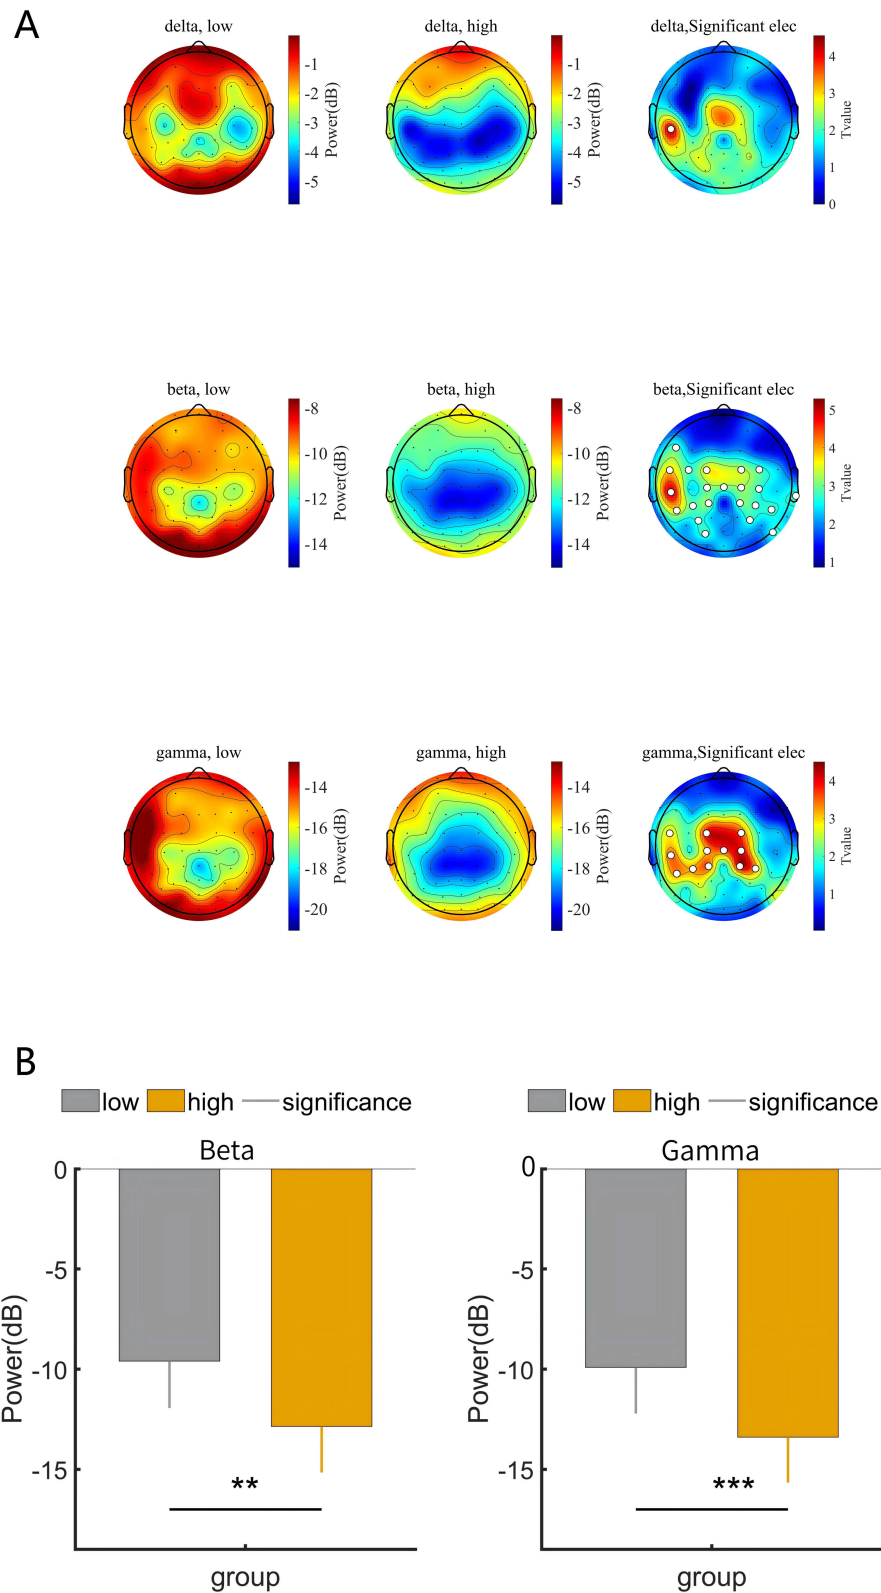 A
delta, low
delta, high
delta,Significant elec
-1
-2
-3
-4
-5
Power(dB)
-1
-2
-3
-4
-5
Power(dB)
4
3
2
1
0
Tvalue
beta, low
beta, high
beta,Significant elec
-8
-10
-12
-14
Power(dB)
-8
-10
-12
-14
Power(dB)
5
4
3
2
1
Tvalue
gamma, low
gamma, high
gamma,Significant elec
-14
-16
-18
-20
Power(dB)
-14
-16
-18
-20
Power(dB)
4
3
2
1
Tvalue
B
low high significance
Beta
0
-5
-10
-15
Power(dB)
**
group
low high significance
Gamma
0
-5
-10
-15
Power(dB)
***
group